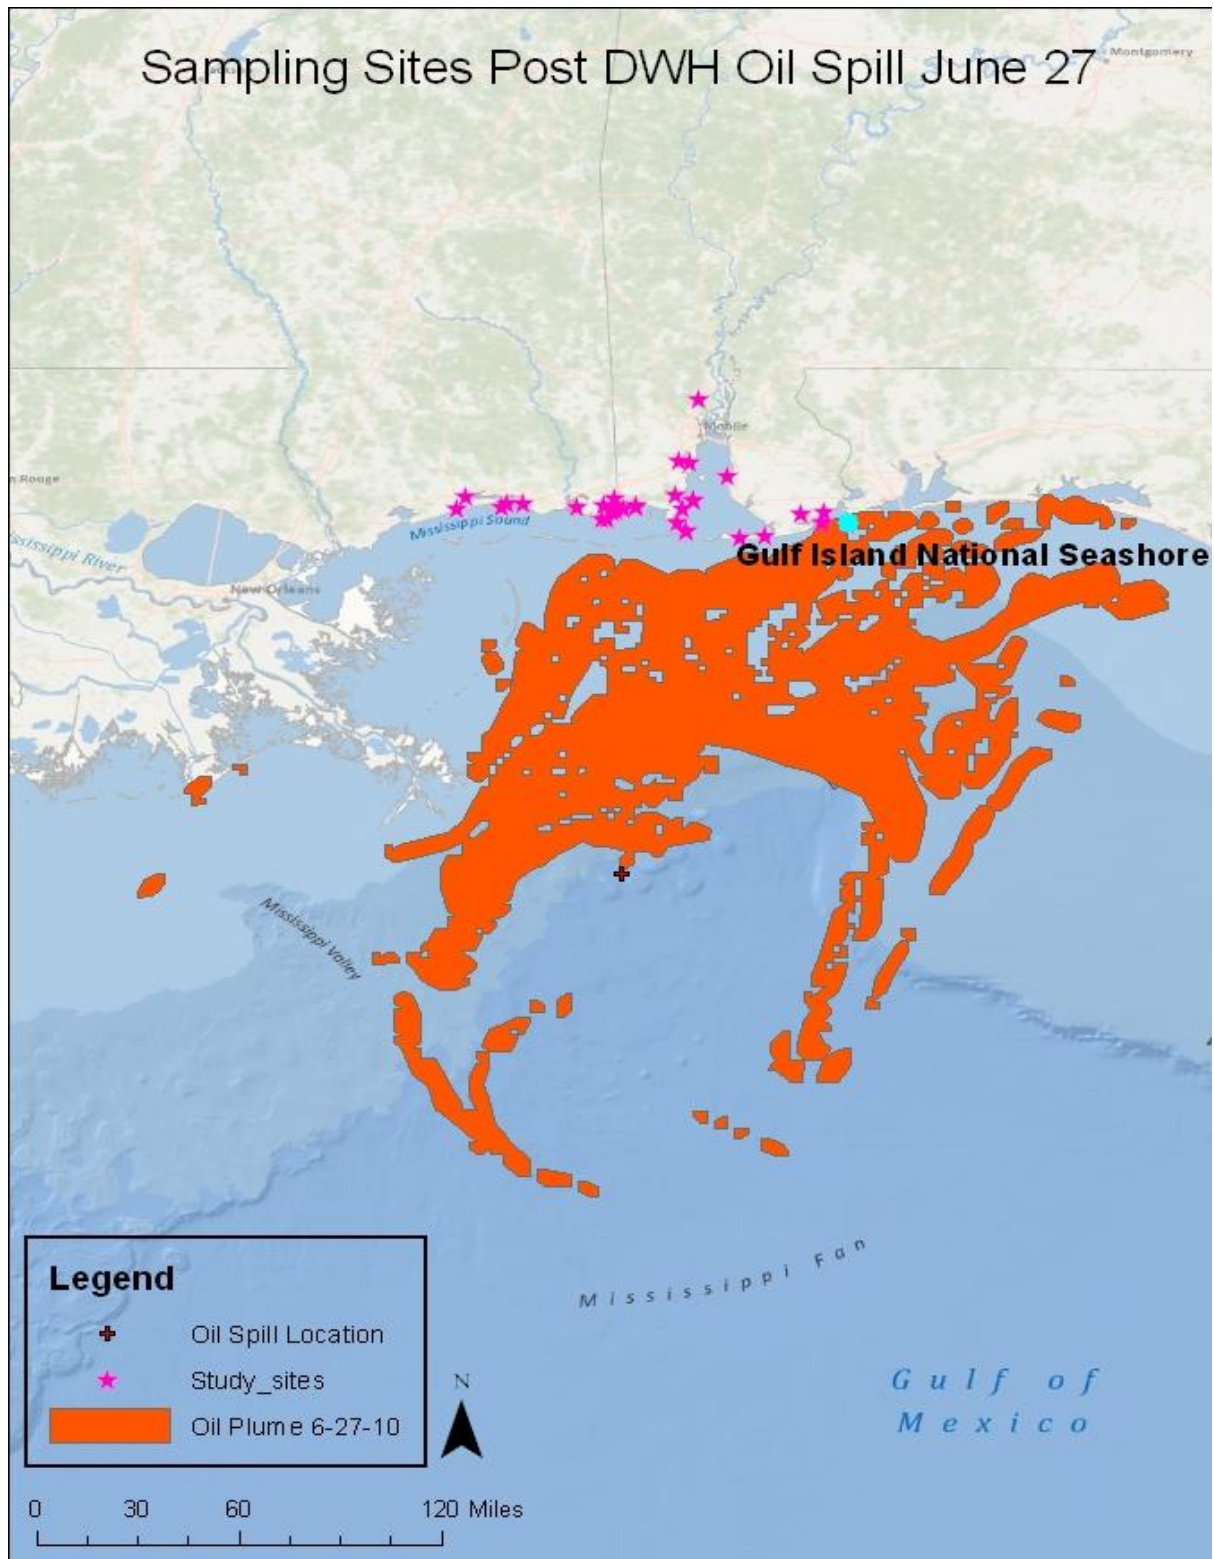 Sampling Sites Post DWH Oil Spill June 27
Montgomery
Mobile
n Rouge
Mississippi Sound
ssissippi River
New Orleans
Gulf Island National Seashore
Mississippi Valley
Mississippi Fan
Gulf of
Mexico
Legend
Oil Spill Location
Study_sites
Oil Plume 6-27-10
N
0 30 60 120 Miles